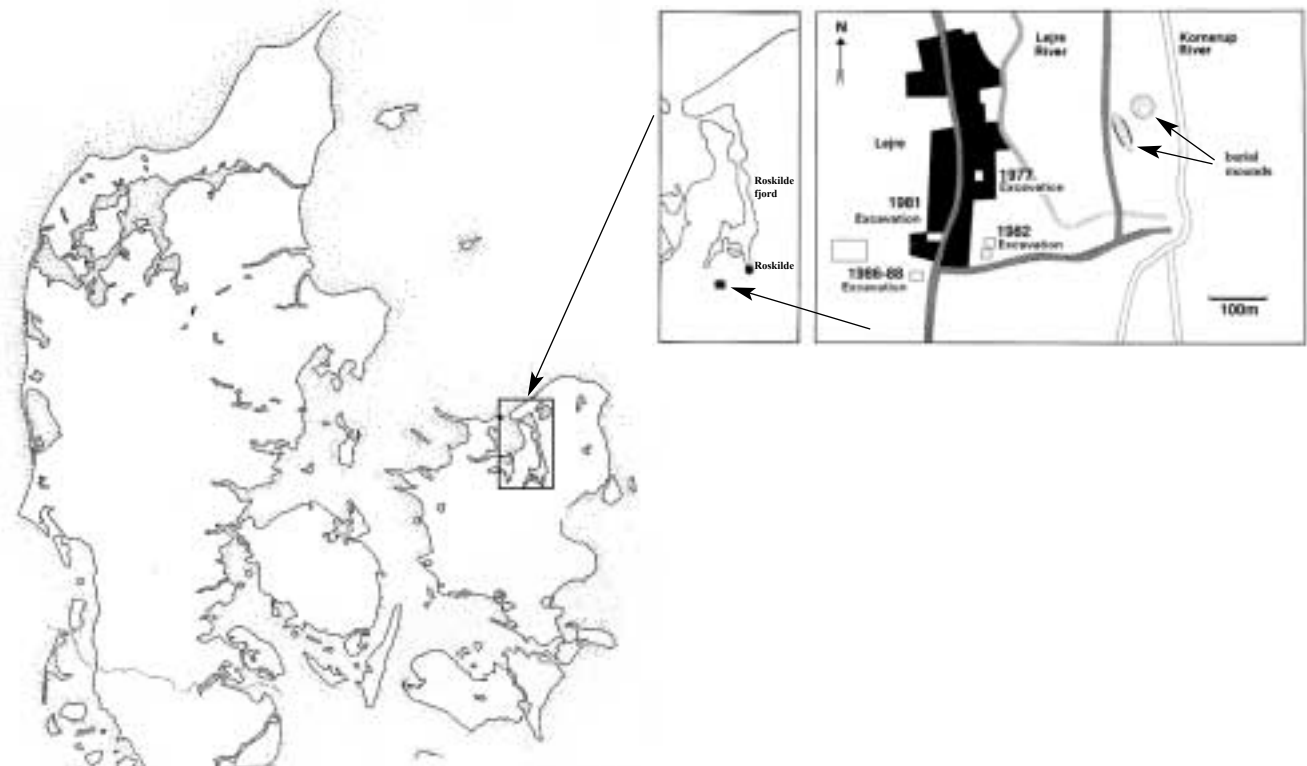 Roskilde
fjord
Roskilde
N
Lejre
River
Kornerup
River
Lejre
burial
mounds
1977.
Excavation
1981
Excavation
1982
Excavation
1986-88
Excavation
100m